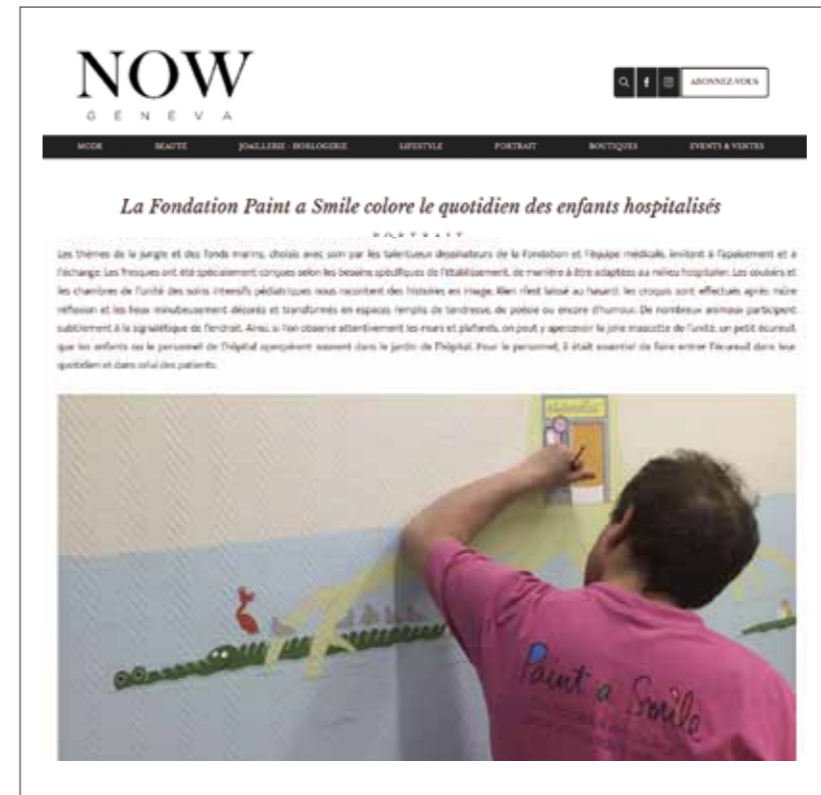 NOW
GENEVA
ABONNEZ-VOUS
MODE BEAUTÉ JOAILLERIE - HORLOGERIE LIFESTYLE PORTRAIT BOUTIQUES EVENTS & VENTES
La Fondation Paint a Smile colore le quotidien des enfants hospitalisés
PORTRAIT
Les thèmes de la jungle et des fonds marins, choisis avec soin par les talentueux dessinateurs de la Fondation et l'équipe médicale, invitent à l'apaisement et à
l'échange. Les fresques ont été spécialement conçues selon les besoins spécifiques de l'établissement, de manière à être adaptées au milieu hospitalier. Les couloirs et
les chambres de l'unité des soins intensifs pédiatriques nous racontent des histoires en image. Rien n'est laissé au hasard: les croquis sont effectués après mûre
réflexion et les lieux minutieusement décorés et transformés en espaces remplis de tendresse, de poésie ou encore d'humour. De nombreux animaux participent
subtilement à la signalétique de l'endroit. Ainsi, si l'on observe attentivement les murs et plafonds, on peut y apercevoir la jolie mascotte de l'unité, un petit écureuil,
que les enfants ou le personnel de l'hôpital aperçoivent souvent dans le jardin de l'hôpital. Pour le personnel, il était essentiel de faire entrer l'écureuil dans leur
quotidien et dans celui des patients.
Paint a Smile